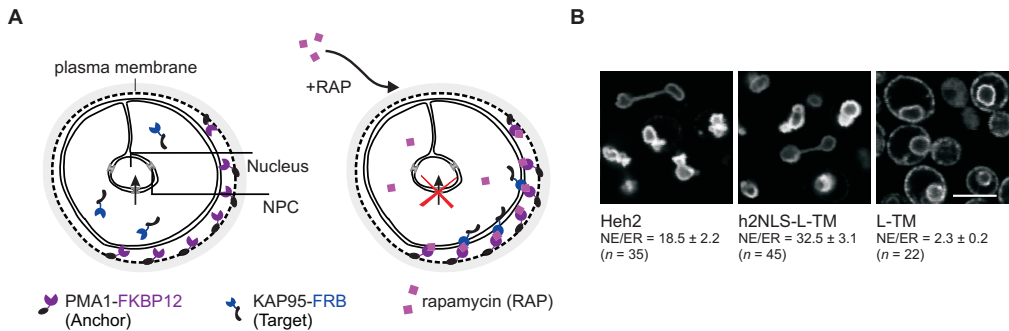 A
plasma membrane
+RAP
Nucleus
NPC
PMA1-FKBP12
(Anchor)
KAP95-FRB
(Target)
rapamycin (RAP)
B
Heh2
NE/ER = 18.5 ± 2.2
(n = 35)
h2NLS-L-TM
NE/ER = 32.5 ± 3.1
(n = 45)
L-TM
NE/ER = 2.3 ± 0.2
(n = 22)